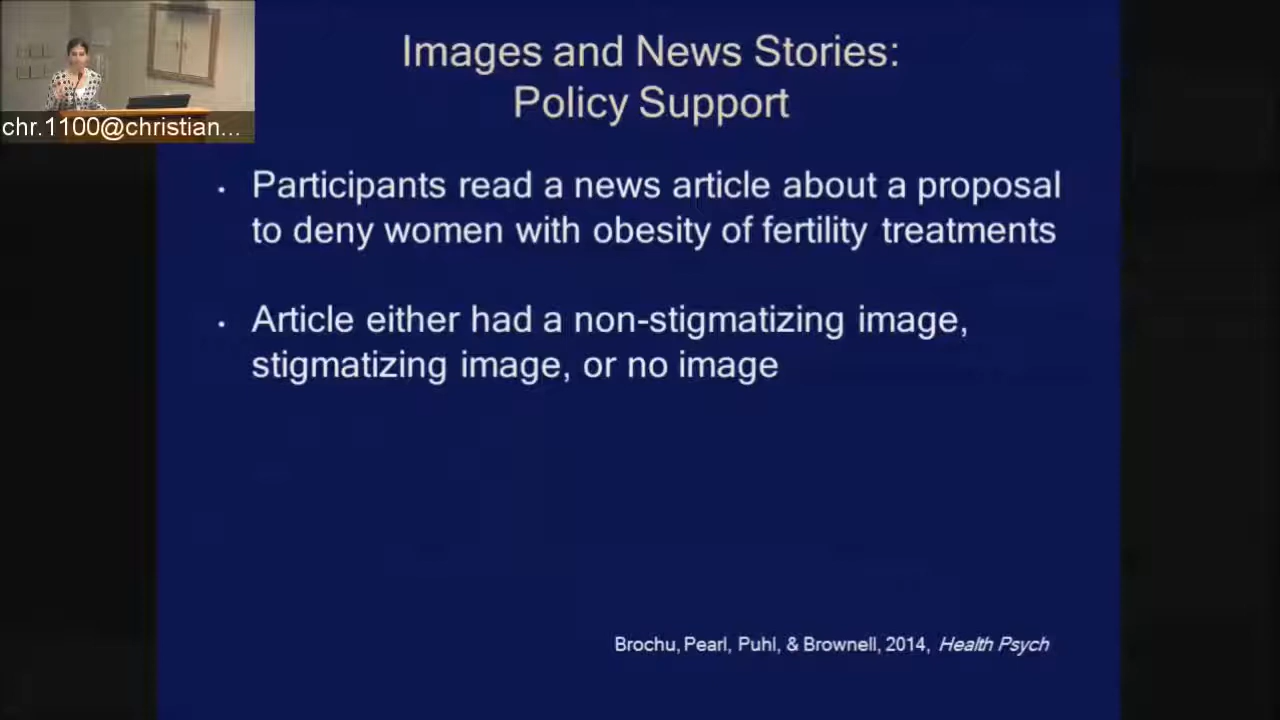 Images and News Stories:
Policy Support
chr.1100@christian...
• Participants read a news article about a proposal
to deny women with obesity of fertility treatments
• Article either had a non-stigmatizing image,
stigmatizing image, or no image
Brochu, Pearl, Puhl, & Brownell, 2014, Health Psych